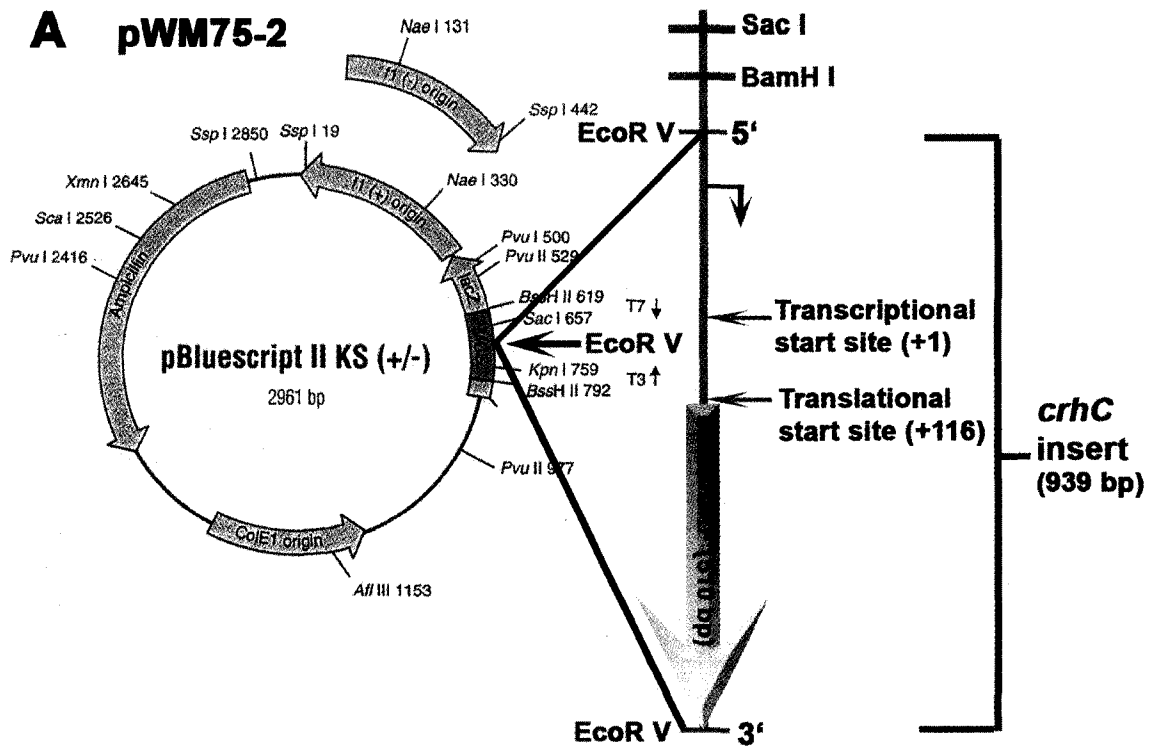 A pWM75-2
Nae I 131
f1 (-) origin
Ssp I 442
Ssp I 2850
Ssp I 19
Xmn I 2645
Nae I 330
f1 (+) origin
Sca I 2526
Pvu I 2416
Pvu I 500
Pvu II 529
Ampicillin
lacZ
BssH II 619
Sac I 657
T7
EcoR V
pBluescript II KS (+/-)
2961 bp
Kpn I 759
T3
BssH II 792
Pvu II 977
ColE1 origin
Afl III 1153
Sac I
BamH I
EcoR V
5‘
Transcriptional
start site (+1)
Translational
start site (+116)
crhC
insert
(939 bp)
bp)
EcoR V
3‘